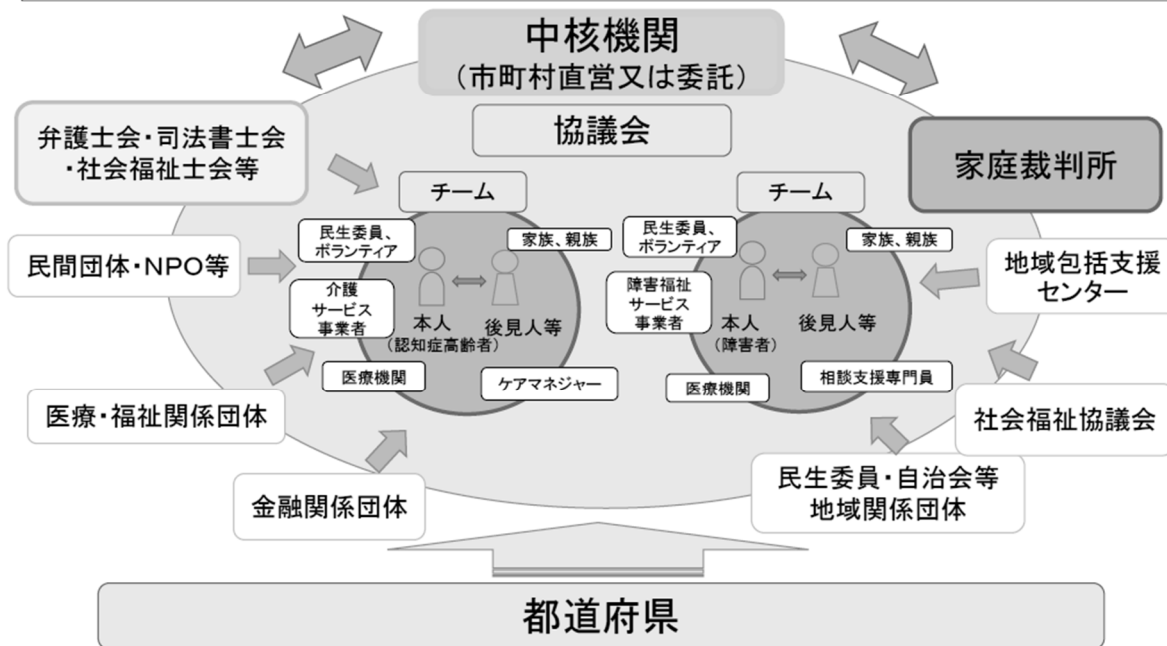 中核機関
（市町村直営又は委託）
協議会
弁護士会・司法書士会
・社会福祉士会等
家庭裁判所
チーム
民生委員、
ボランティア
家族、親族
介護
サービス
事業者
本人
（認知症高齢者）
後見人等
医療機関
ケアマネジャー
チーム
民生委員、
ボランティア
家族、親族
障害福祉
サービス
事業者
本人
（障害者）
後見人等
医療機関
相談支援専門員
民間団体・NPO等
地域包括支援
センター
医療・福祉関係団体
社会福祉協議会
金融関係団体
民生委員・自治会等
地域関係団体
都道府県